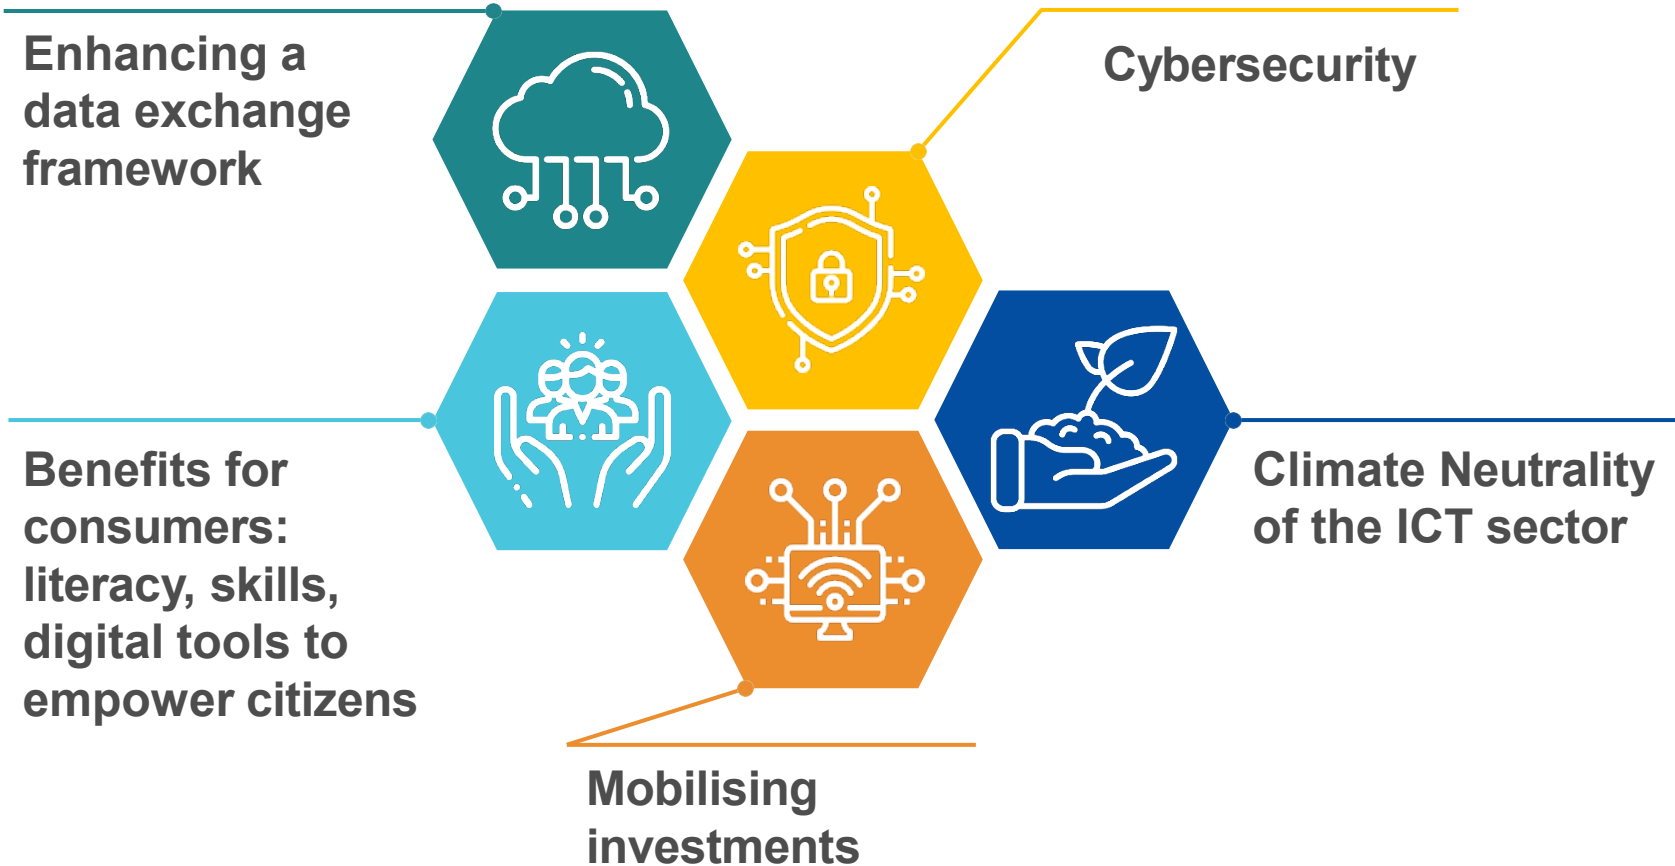 Enhancing a
data exchange
framework
Cybersecurity
Benefits for
consumers:
literacy, skills,
digital tools to
empower citizens
Climate Neutrality
of the ICT sector
Mobilising
investments